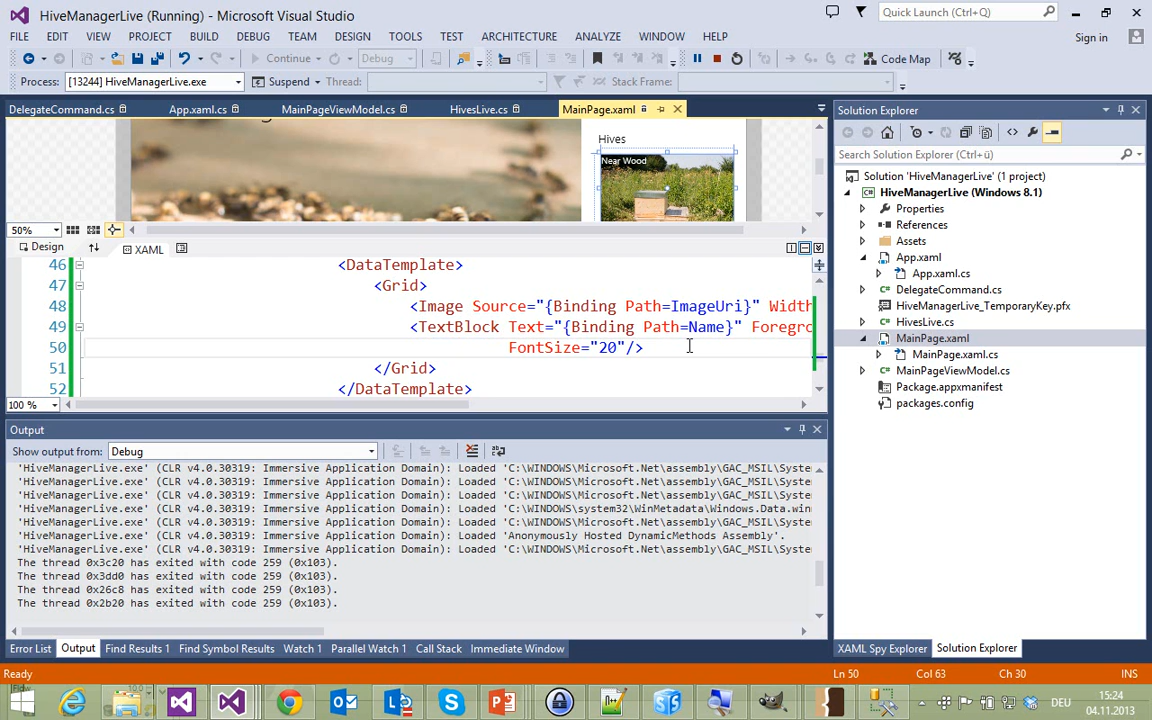 HiveManagerLive (Running) - Microsoft Visual Studio
Quick Launch (Ctrl+Q)
FILE EDIT VIEW PROJECT BUILD DEBUG TEAM DESIGN TOOLS TEST ARCHITECTURE ANALYZE WINDOW HELP
Sign in
Continue Debug Code Map
Process: [13244] HiveManagerLive.exe Suspend Thread: Stack Frame:
DelegateCommand.cs App.xaml.cs MainPageViewModel.cs HivesLive.cs MainPage.xaml
Hives
Near Wood
50%
Design XAML
46 <DataTemplate>
47 <Grid>
48 <Image Source="{Binding Path=ImageUri}" Width
49 <TextBlock Text="{Binding Path=Name}" Foregro
50 FontSize="20"/>
51 </Grid>
52 </DataTemplate>
100 %
Output
Show output from: Debug
'HiveManagerLive.exe' (CLR v4.0.30319: Immersive Application Domain): Loaded 'C:\WINDOWS\Microsoft.Net\assembly\GAC_MSIL\System
'HiveManagerLive.exe' (CLR v4.0.30319: Immersive Application Domain): Loaded 'C:\WINDOWS\Microsoft.Net\assembly\GAC_MSIL\System
'HiveManagerLive.exe' (CLR v4.0.30319: Immersive Application Domain): Loaded 'C:\WINDOWS\Microsoft.Net\assembly\GAC_MSIL\System
'HiveManagerLive.exe' (CLR v4.0.30319: Immersive Application Domain): Loaded 'C:\WINDOWS\system32\WinMetadata\Windows.Data.win
'HiveManagerLive.exe' (CLR v4.0.30319: Immersive Application Domain): Loaded 'C:\WINDOWS\Microsoft.Net\assembly\GAC_MSIL\System
'HiveManagerLive.exe' (CLR v4.0.30319: Immersive Application Domain): Loaded 'Anonymously Hosted DynamicMethods Assembly'.
'HiveManagerLive.exe' (CLR v4.0.30319: Immersive Application Domain): Loaded 'C:\WINDOWS\Microsoft.Net\assembly\GAC_MSIL\System
The thread 0x3c20 has exited with code 259 (0x103).
The thread 0x3dd0 has exited with code 259 (0x103).
The thread 0x26c8 has exited with code 259 (0x103).
The thread 0x2b20 has exited with code 259 (0x103).
Error List Output Find Results 1 Find Symbol Results Watch 1 Parallel Watch 1 Call Stack Immediate Window
Solution Explorer
Search Solution Explorer (Ctrl+ü)
Solution 'HiveManagerLive' (1 project)
HiveManagerLive (Windows 8.1)
Properties
References
Assets
App.xaml
App.xaml.cs
DelegateCommand.cs
HiveManagerLive_TemporaryKey.pfx
HivesLive.cs
MainPage.xaml
MainPage.xaml.cs
MainPageViewModel.cs
Package.appxmanifest
packages.config
XAML Spy Explorer Solution Explorer
Ready Ln 50 Col 63 Ch 30 INS
DEU
15:24
04.11.2013